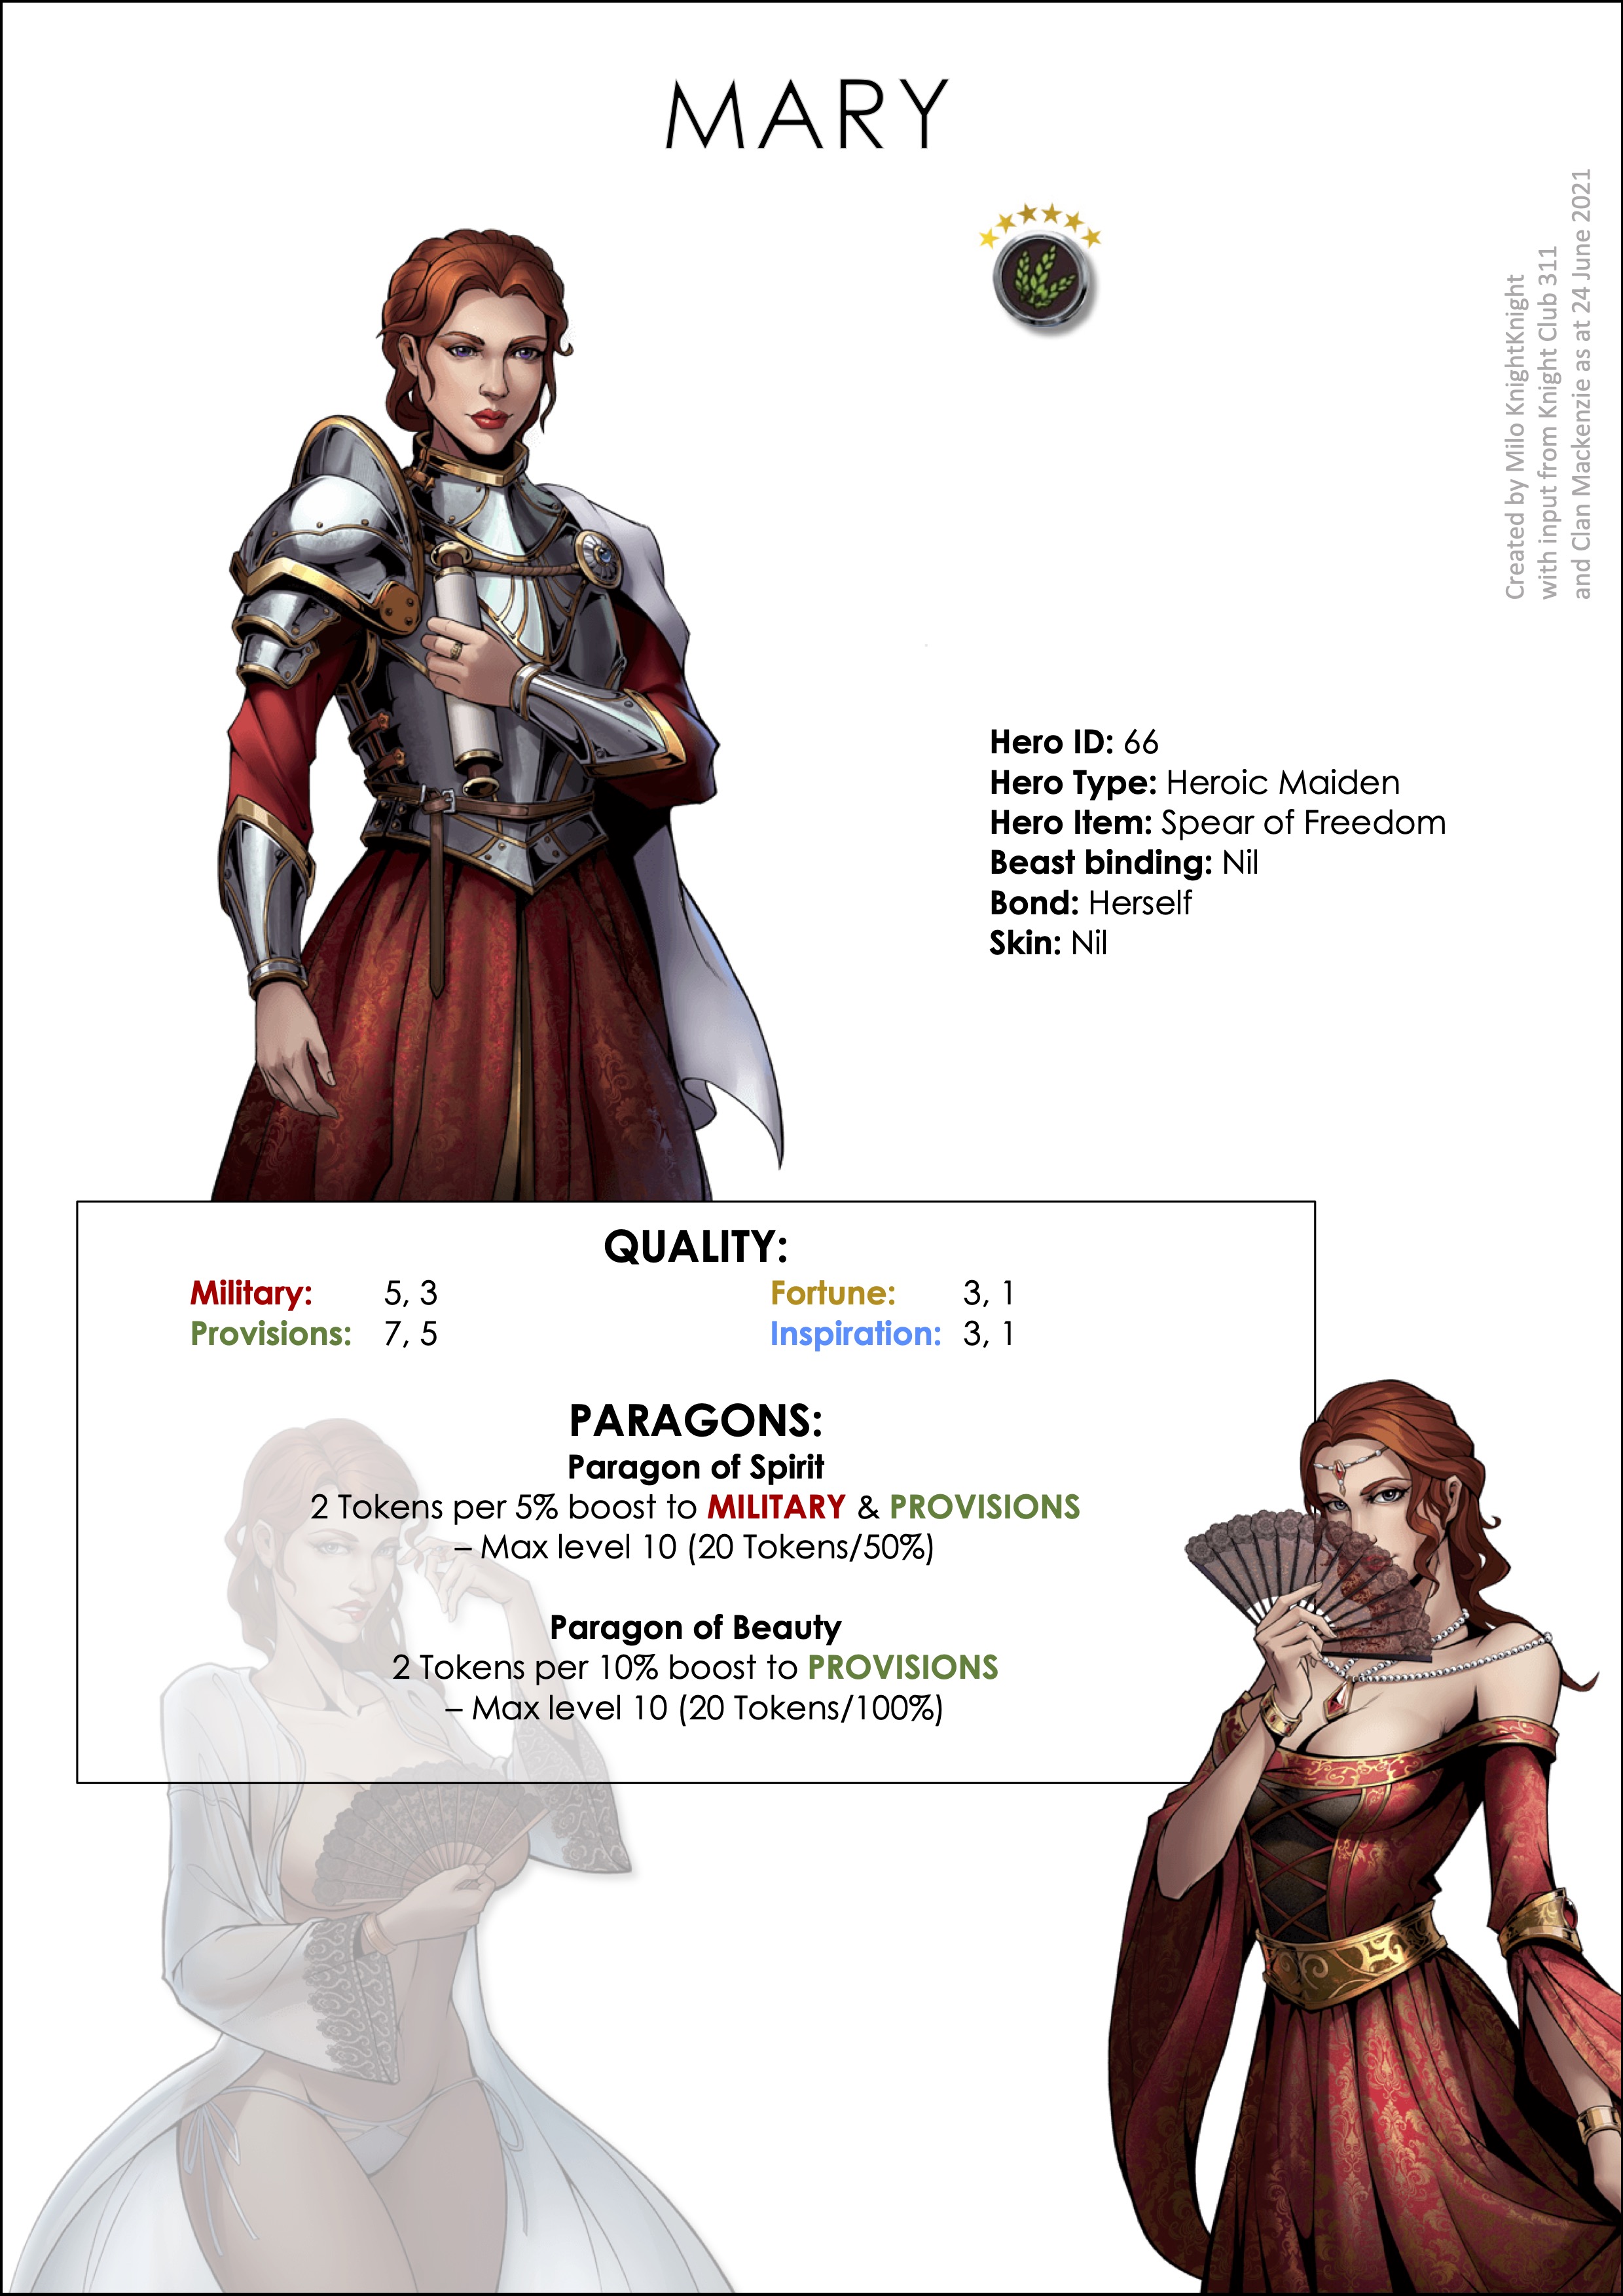 MARY
Created by Milo KnightKnight
with input from Knight Club 311
and Clan Mackenzie as at 24 June 2021
Hero ID: 66
Hero Type: Heroic Maiden
Hero Item: Spear of Freedom
Beast binding: Nil
Bond: Herself
Skin: Nil
QUALITY:
Military: 5, 3 Fortune: 3, 1
Provisions: 7, 5 Inspiration: 3, 1
PARAGONS:
Paragon of Spirit
2 Tokens per 5% boost to MILITARY & PROVISIONS
– Max level 10 (20 Tokens/50%)
Paragon of Beauty
2 Tokens per 10% boost to PROVISIONS
– Max level 10 (20 Tokens/100%)